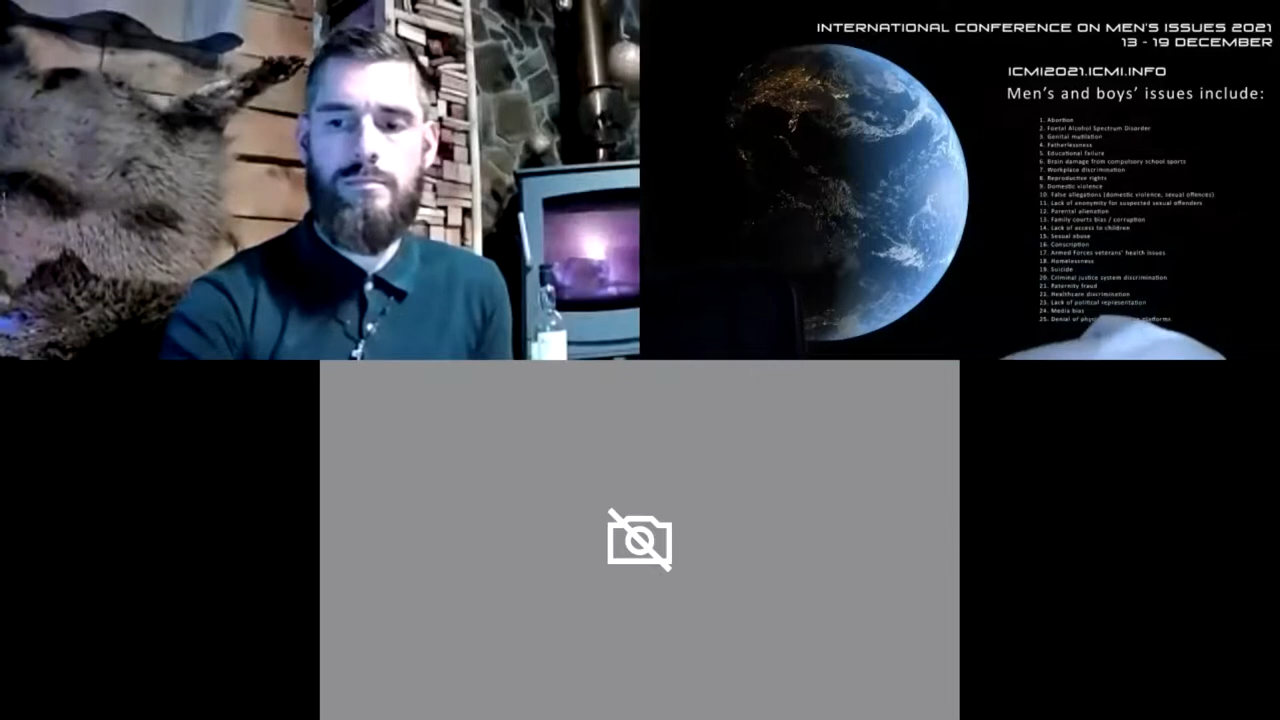 INTERNATIONAL CONFERENCE ON MEN'S ISSUES 2021
13 - 19 DECEMBER
ICMI2021.ICMI.INFO
Men's and boys' issues include:
1. Abortion
2. Foetal Alcohol Spectrum Disorder
3. Genital mutilation
4. Fatherlessness
5. Educational failure
6. Brain damage from compulsory school sports
7. Workplace discrimination
8. Reproductive rights
9. Domestic violence
10. False allegations (domestic violence, sexual offences)
11. Lack of anonymity for suspected sexual offenders
12. Parental alienation
13. Family courts bias / corruption
14. Lack of access to children
15. Sexual abuse
16. Conscription
17. Armed Forces veterans' health issues
18. Homelessness
19. Suicide
20. Criminal justice system discrimination
21. Paternity fraud
22. Healthcare discrimination
23. Lack of political representation
24. Media bias
25. Denial of platforms